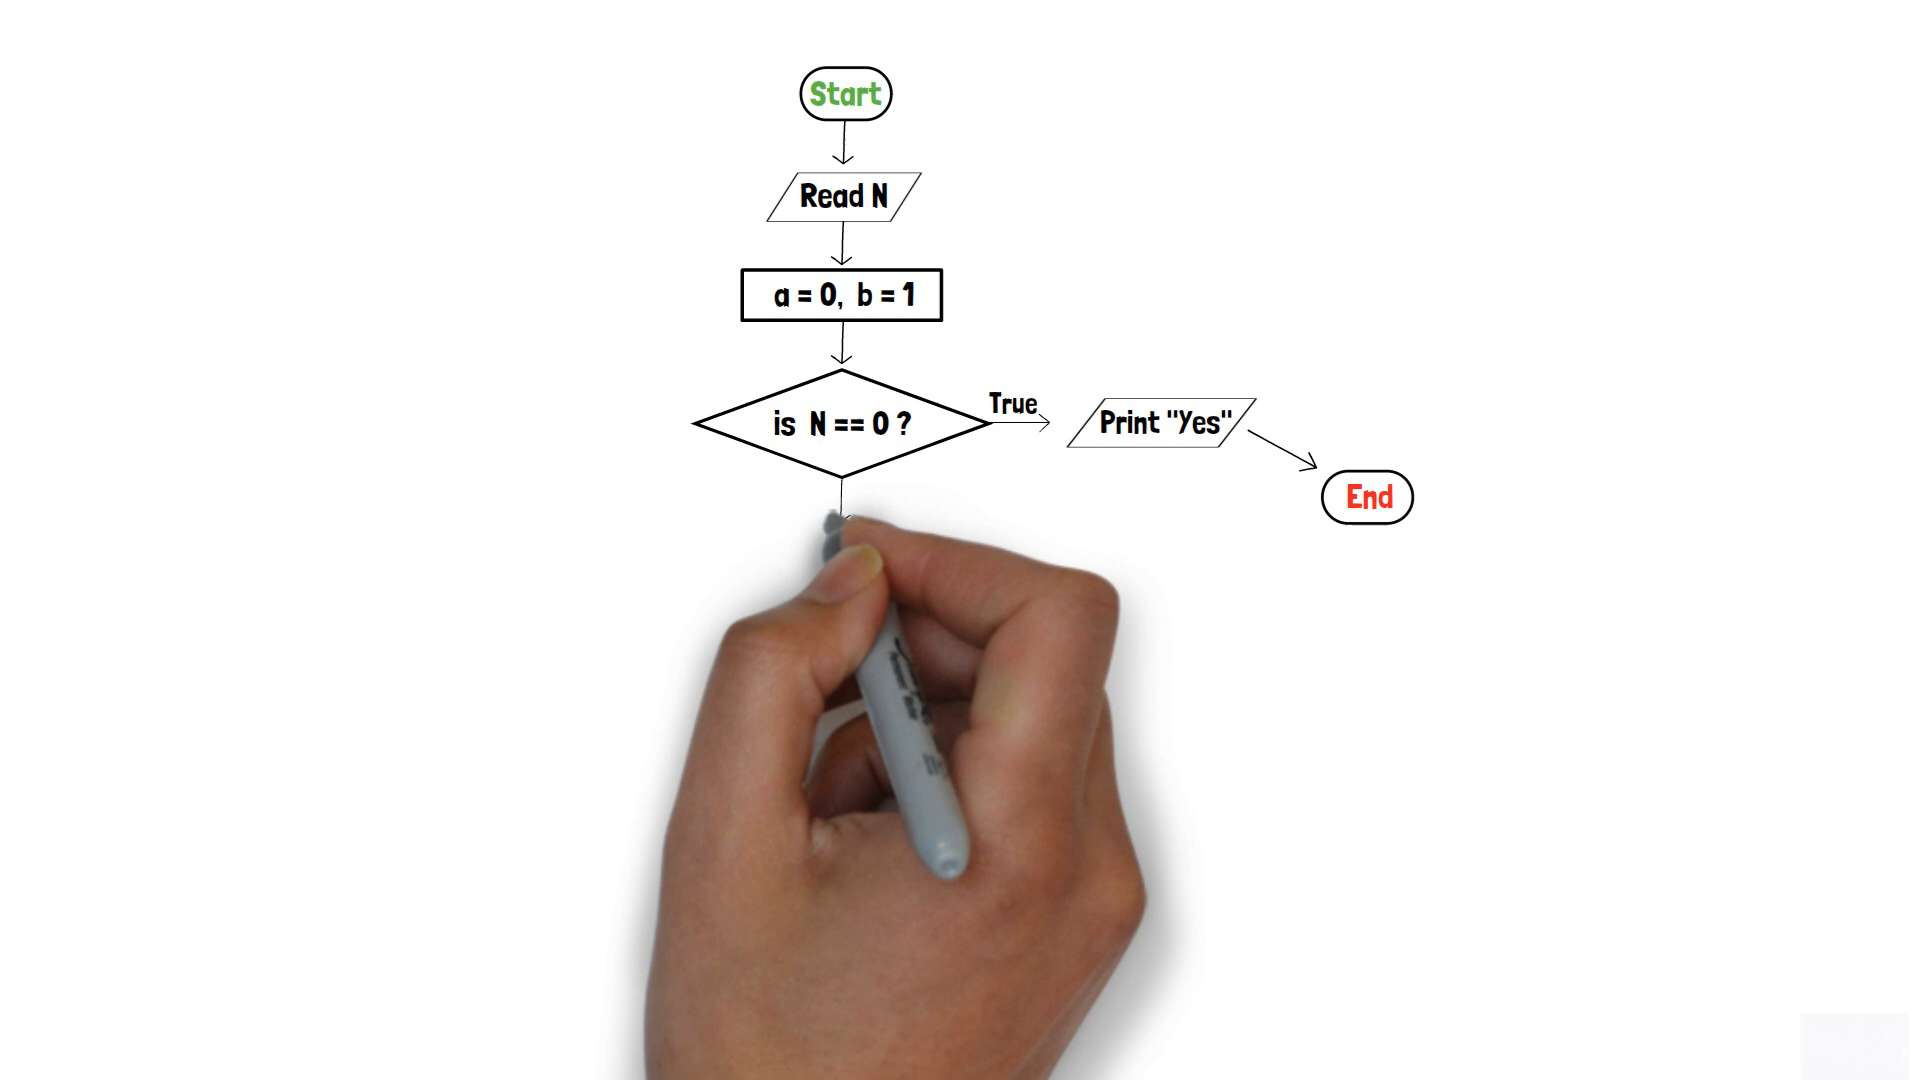 Start
Read N
a = 0, b = 1
is N == 0 ?
True
Print "Yes"
End